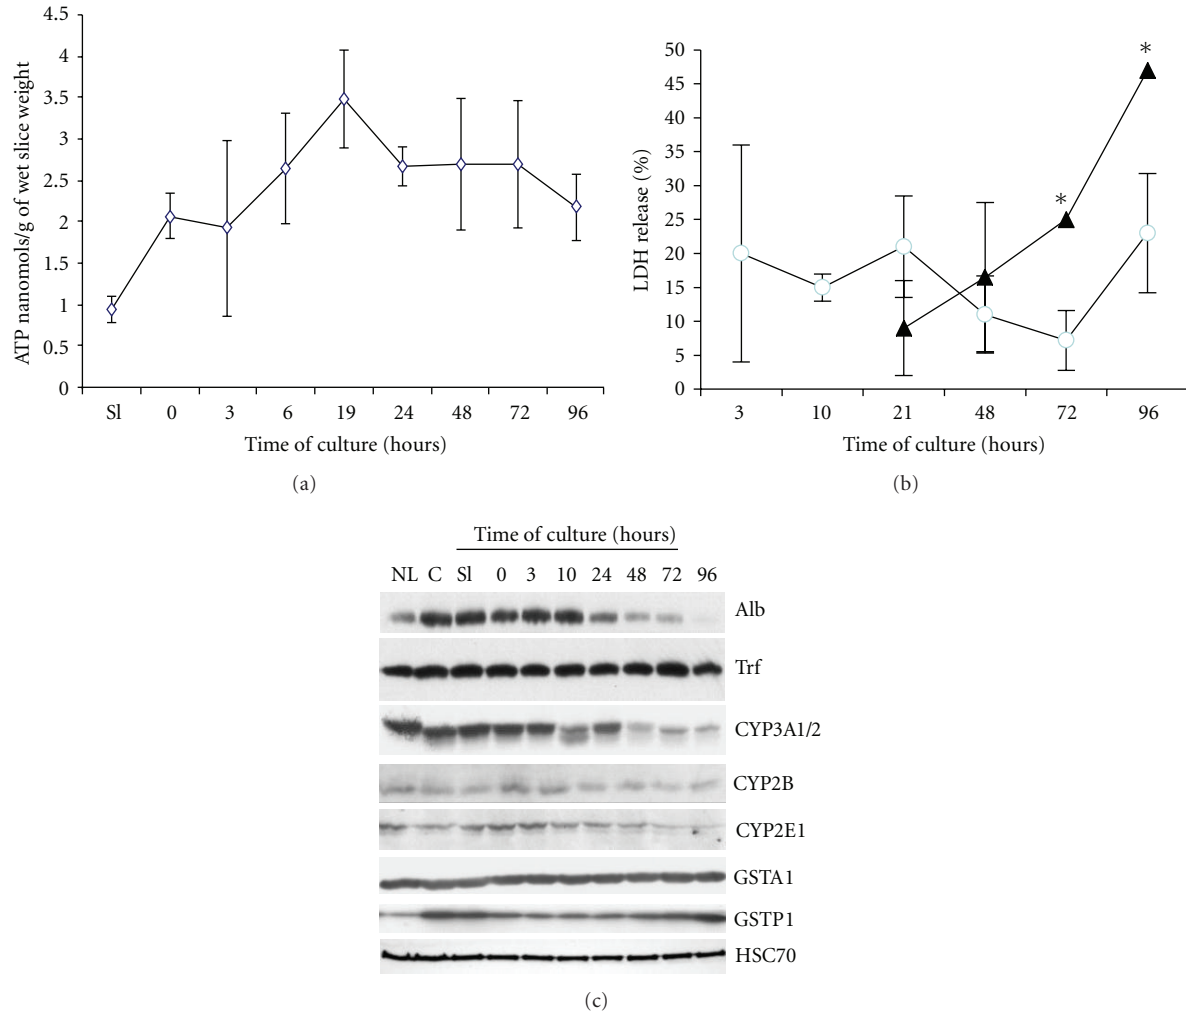 4.5
4
3.5
3
2.5
2
1.5
1
0.5
0
ATP nanomols/g of wet slice weight
Sl 0 3 6 19 24 48 72 96
Time of culture (hours)
(a)
50
45
40
35
30
25
20
15
10
5
0
LDH release (%)
*
*
3 10 21 48 72 96
Time of culture (hours)
(b)
Time of culture (hours)
NL C Sl 0 3 10 24 48 72 96
Alb
Trf
CYP3A1/2
CYP2B
CYP2E1
GSTA1
GSTP1
HSC70
(c)